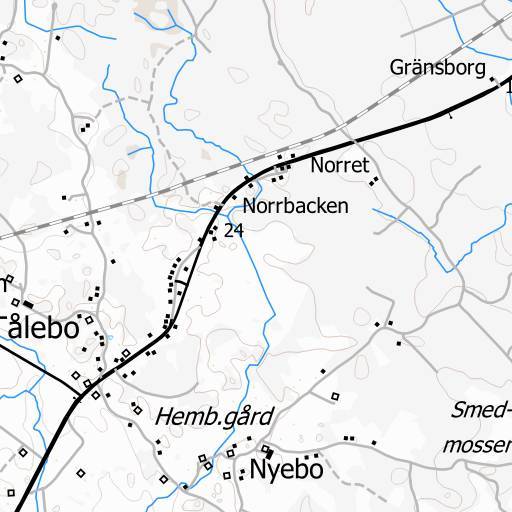 Gränsborg
Norret
Norrbacken
24
ålebo
Hemb.gård
Smed-
mosser
Nyebo